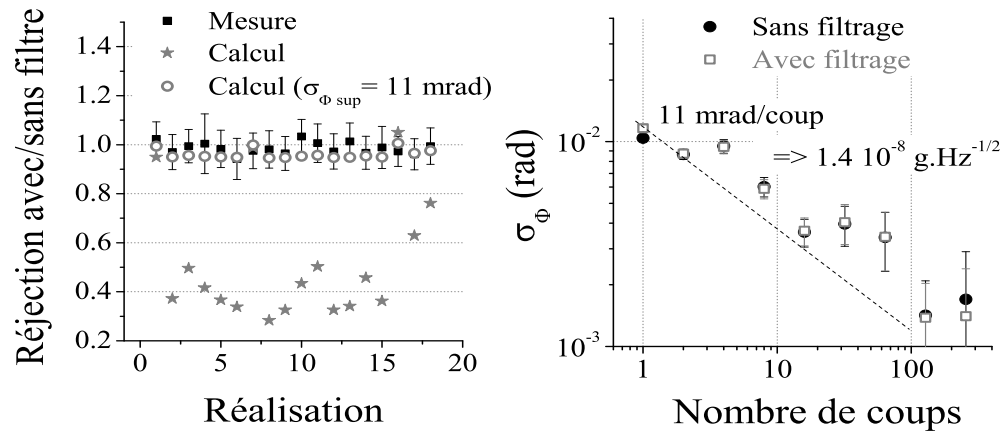 Réjection avec/sans filtre
1.4
1.2
1.0
0.8
0.6
0.4
0.2
Mesure
Calcul
Calcul (σΦ sup = 11 mrad)
0 5 10 15 20
Réalisation
σΦ (rad)
10⁻²
10⁻³
Sans filtrage
Avec filtrage
11 mrad/coup
=> 1.4 10⁻⁸ g.Hz⁻¹/²
1 10 100
Nombre de coups